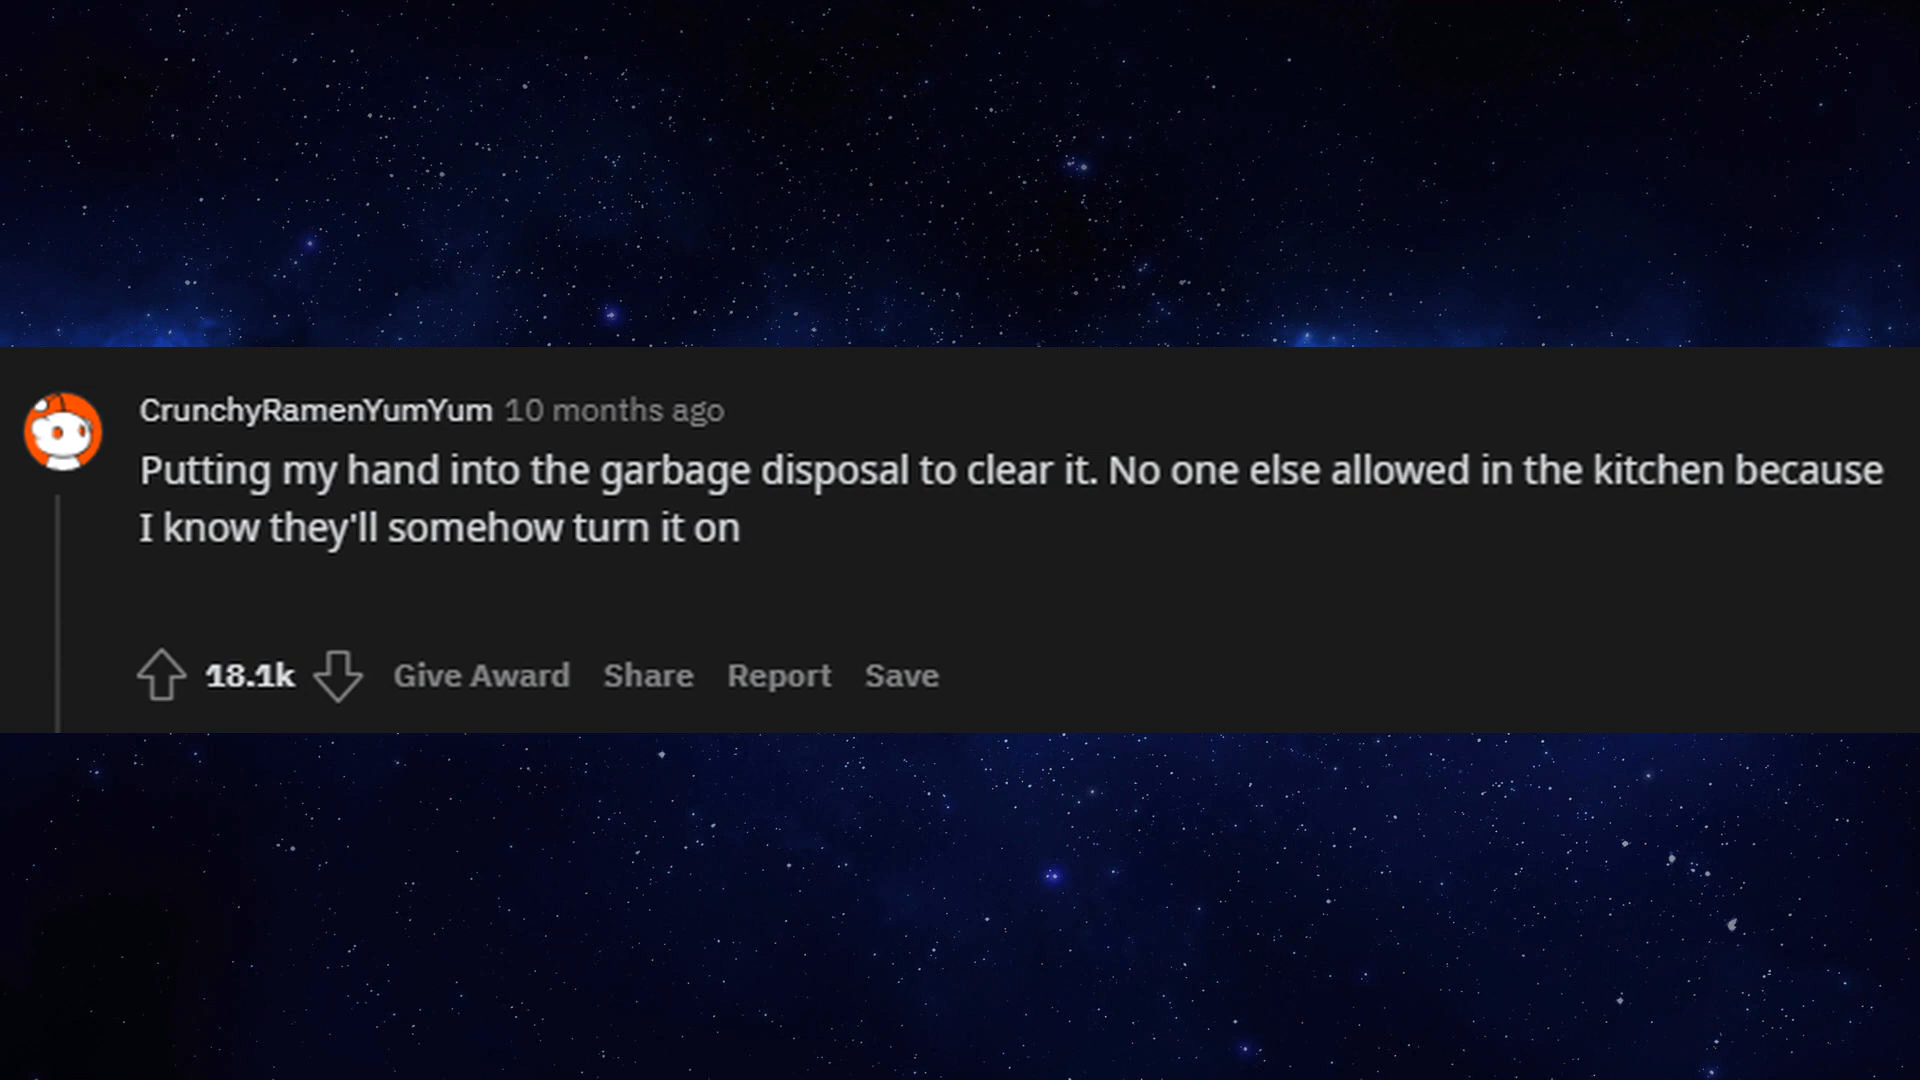 CrunchyRamenYumYum 10 months ago
Putting my hand into the garbage disposal to clear it. No one else allowed in the kitchen because
I know they'll somehow turn it on
18.1k Give Award Share Report Save